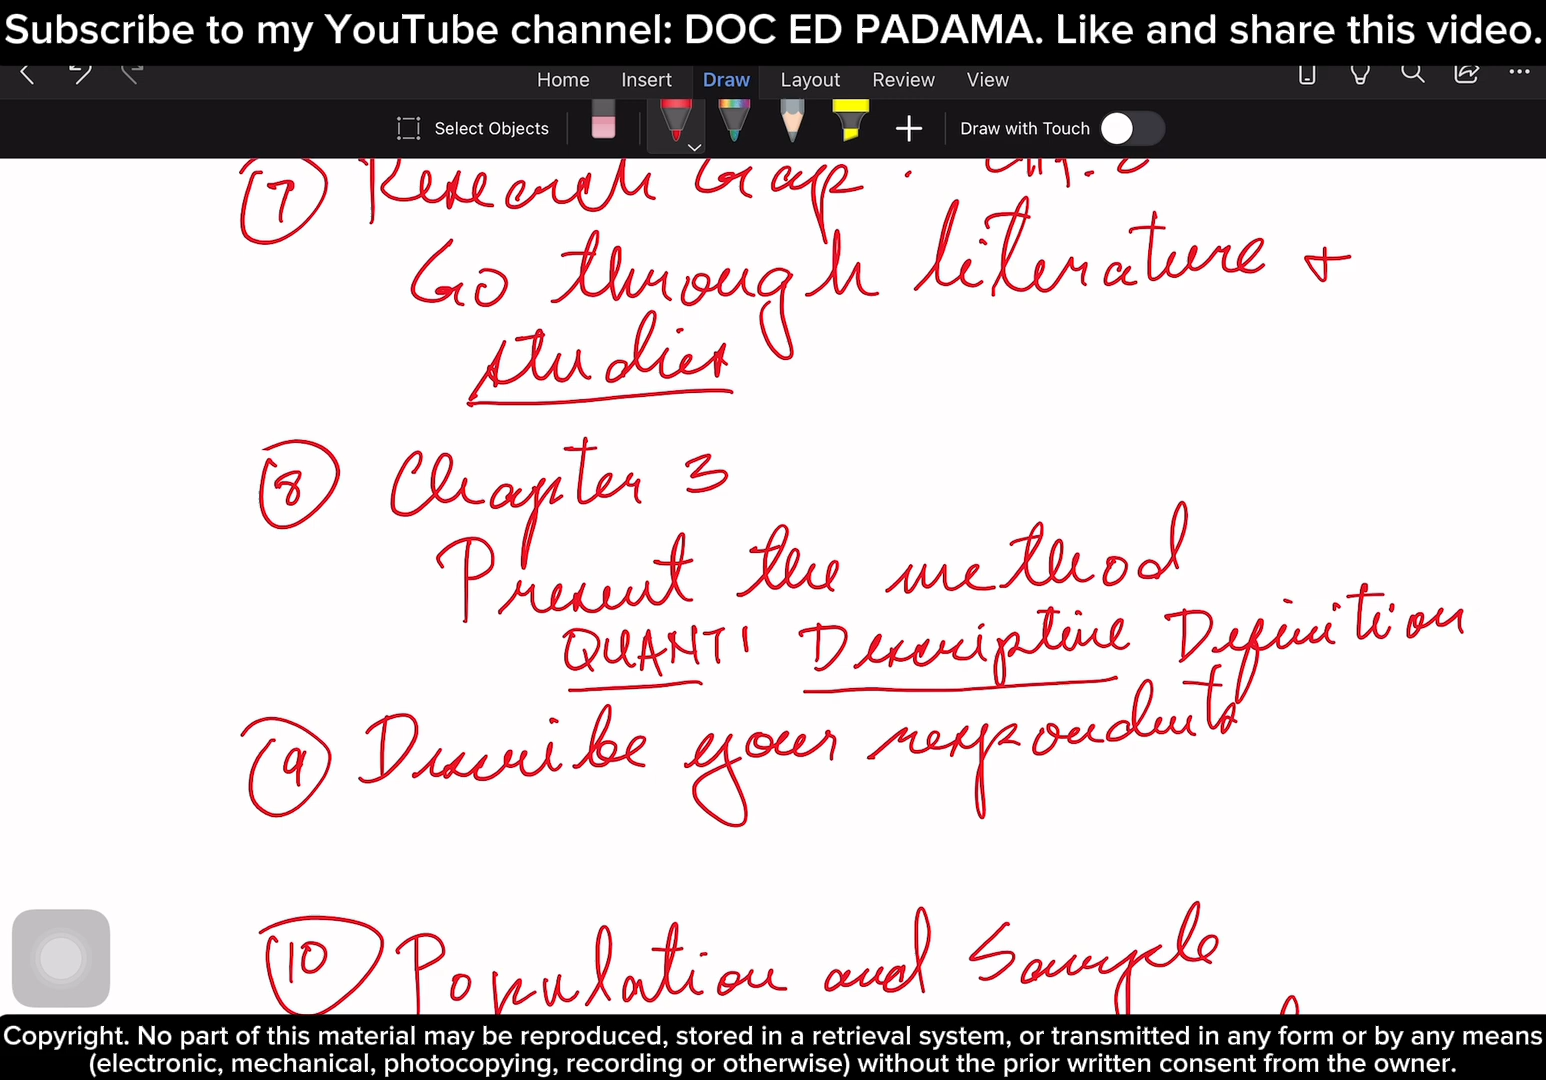 Subscribe to my YouTube channel: DOC ED PADAMA. Like and share this video.
Home Insert Draw Layout Review View
Select Objects Draw with Touch
7 Research Gap.
Go through literature +
studies
8 Chapter 3
Present the method
QUANTI Descriptive Definition
9 Describe your respondents
10 Population and Sample
Copyright. No part of this material may be reproduced, stored in a retrieval system, or transmitted in any form or by any means
(electronic, mechanical, photocopying, recording or otherwise) without the prior written consent from the owner.